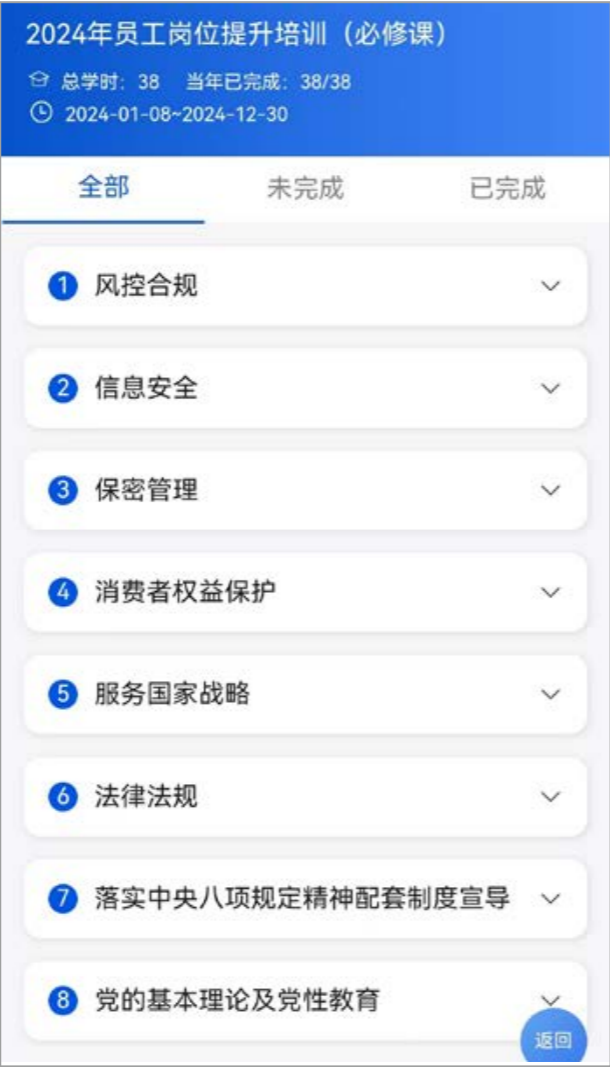 2024年员工岗位提升培训（必修课）
总学时：38 当年已完成：38/38
2024-01-08~2024-12-30
全部 未完成 已完成
1 风控合规
2 信息安全
3 保密管理
4 消费者权益保护
5 服务国家战略
6 法律法规
7 落实中央八项规定精神配套制度宣导
8 党的基本理论及党性教育
返回